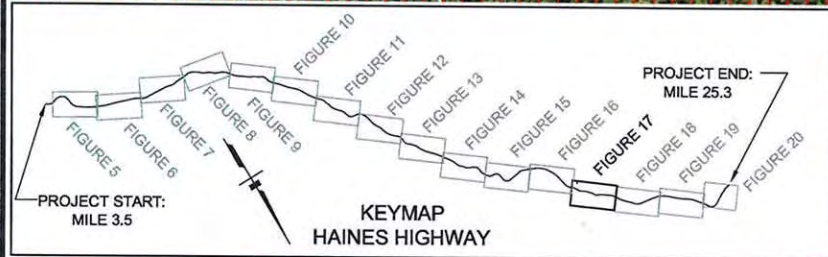 FIGURE 5
FIGURE 6
FIGURE 7
FIGURE 8
FIGURE 9
FIGURE 10
FIGURE 11
FIGURE 12
FIGURE 13
FIGURE 14
FIGURE 15
FIGURE 16
FIGURE 17
FIGURE 18
FIGURE 19
FIGURE 20
PROJECT START:
MILE 3.5
PROJECT END:
MILE 25.3
KEYMAP
HAINES HIGHWAY